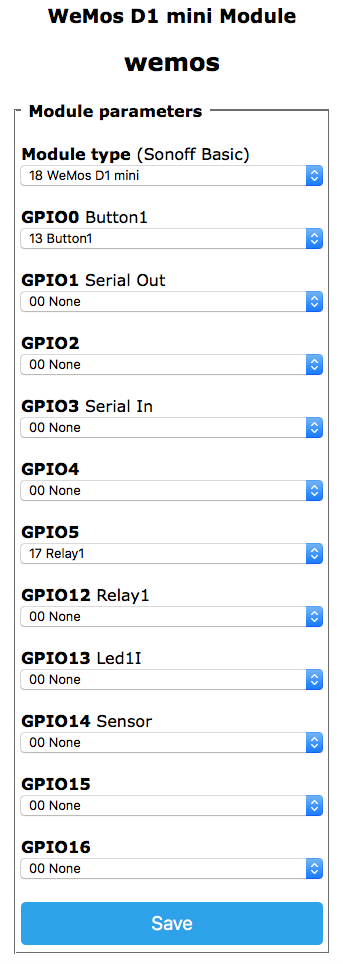 WeMos D1 mini Module
wemos
Module parameters
Module type (Sonoff Basic)
18 WeMos D1 mini
GPIO0 Button1
13 Button1
GPIO1 Serial Out
00 None
GPIO2
00 None
GPIO3 Serial In
00 None
GPIO4
00 None
GPIO5
17 Relay1
GPIO12 Relay1
00 None
GPIO13 Led1I
00 None
GPIO14 Sensor
00 None
GPIO15
00 None
GPIO16
00 None
Save